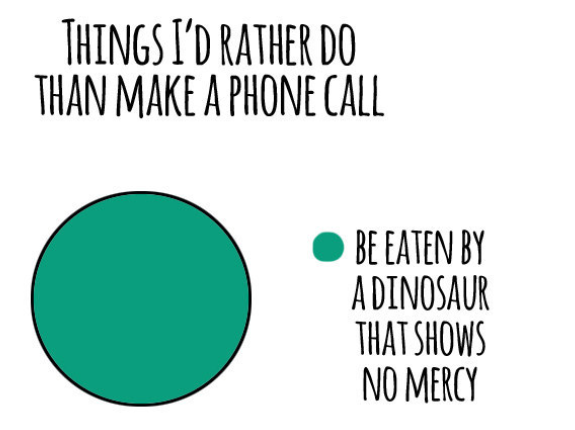 THINGS I'D RATHER DO
THAN MAKE A PHONE CALL
BE EATEN BY
A DINOSAUR
THAT SHOWS
NO MERCY